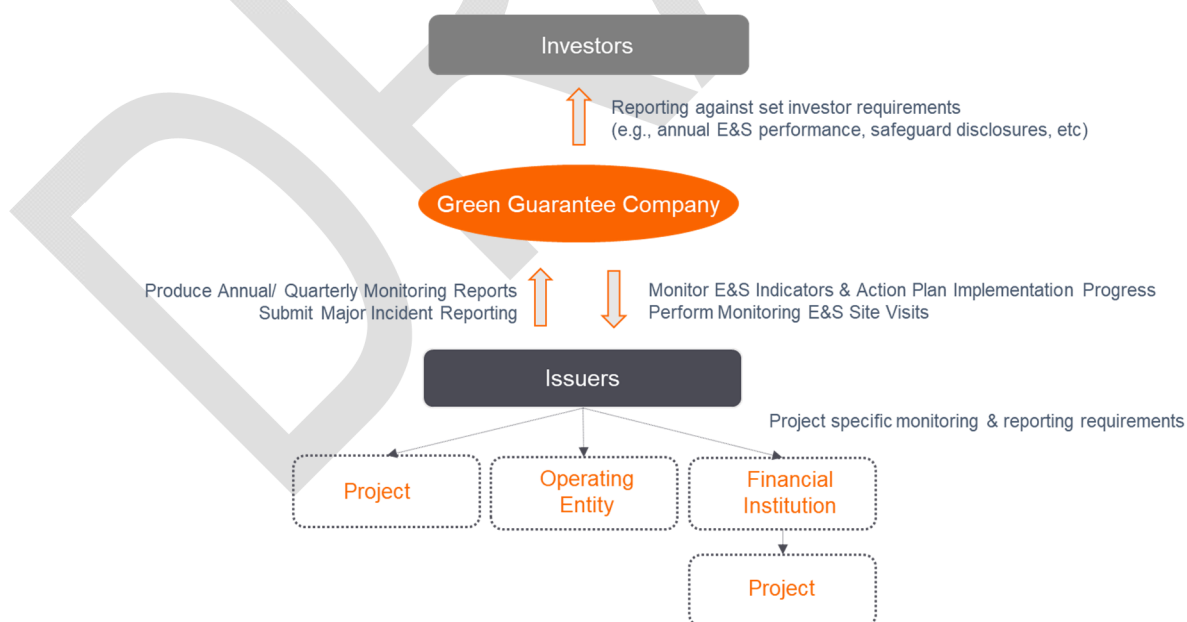 Investors
Reporting against set investor requirements
(e.g., annual E&S performance, safeguard disclosures, etc)
Green Guarantee Company
Produce Annual/ Quarterly Monitoring Reports
Submit Major Incident Reporting
Monitor E&S Indicators & Action Plan Implementation Progress
Perform Monitoring E&S Site Visits
Issuers
Project specific monitoring & reporting requirements
Project
Operating
Entity
Financial
Institution
Project